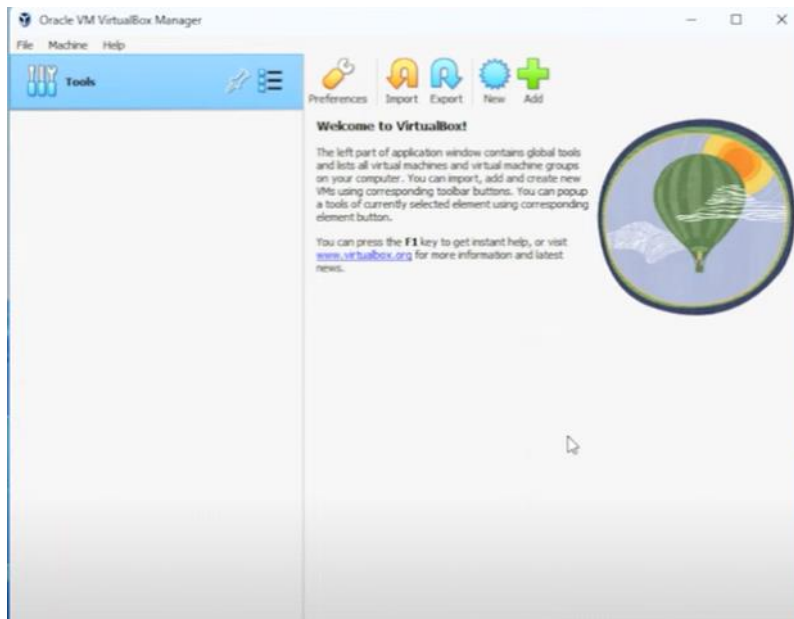 Oracle VM VirtualBox Manager
File Machine Help
Tools
Preferences Import Export New Add
Welcome to VirtualBox!
The left part of application window contains global tools
and lists all virtual machines and virtual machine groups
on your computer. You can import, add and create new
VMs using corresponding toolbar buttons. You can popup
a tools of currently selected element using corresponding
element button.
You can press the F1 key to get instant help, or visit
www.virtualbox.org for more information and latest
news.